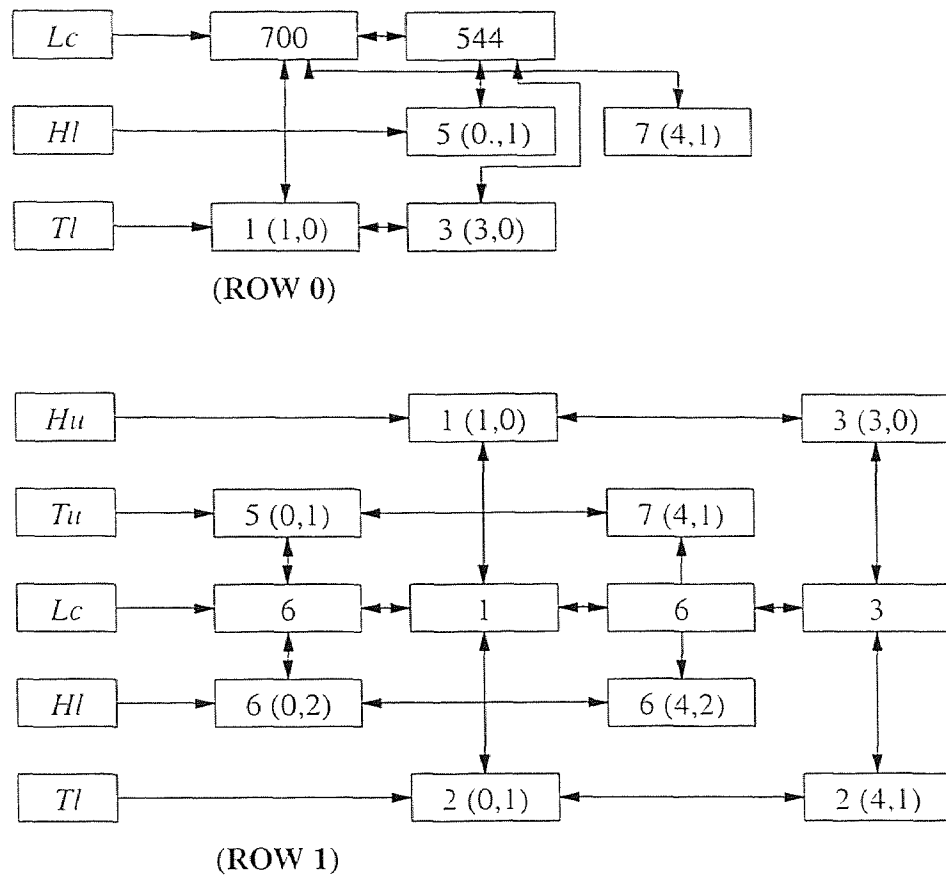 Lc 700 544
Hl 5 (0.,1) 7 (4,1)
Tl 1 (1,0) 3 (3,0)
(ROW 0)
Hu 1 (1,0) 3 (3,0)
Tu 5 (0,1) 7 (4,1)
Lc 6 1 6 3
Hl 6 (0,2) 6 (4,2)
Tl 2 (0,1) 2 (4,1)
(ROW 1)